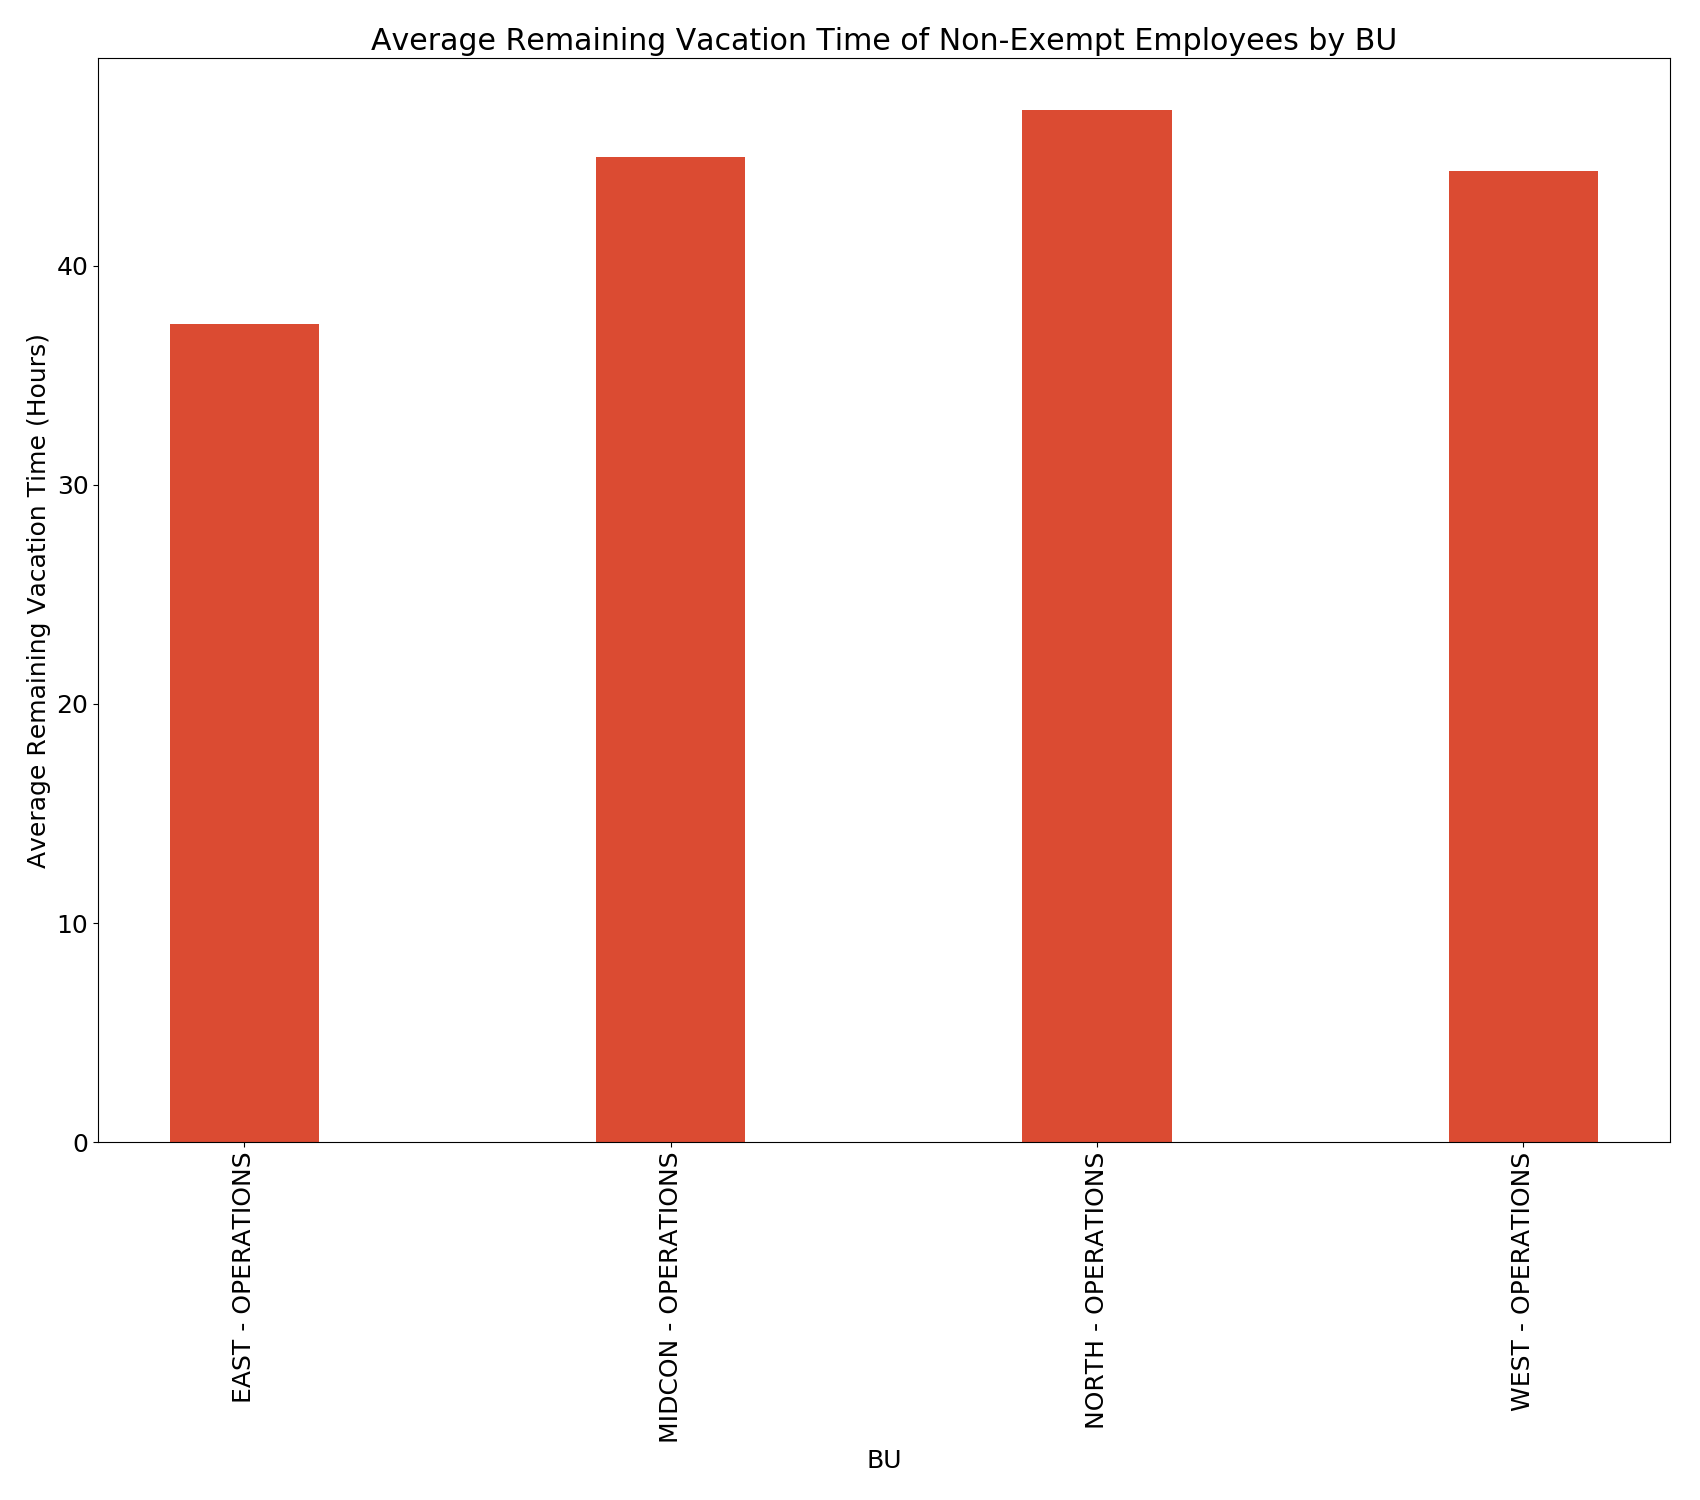 Average Remaining Vacation Time of Non-Exempt Employees by BU
Average Remaining Vacation Time (Hours)
40
30
20
10
0
EAST - OPERATIONS
MIDCON - OPERATIONS
NORTH - OPERATIONS
WEST - OPERATIONS
BU